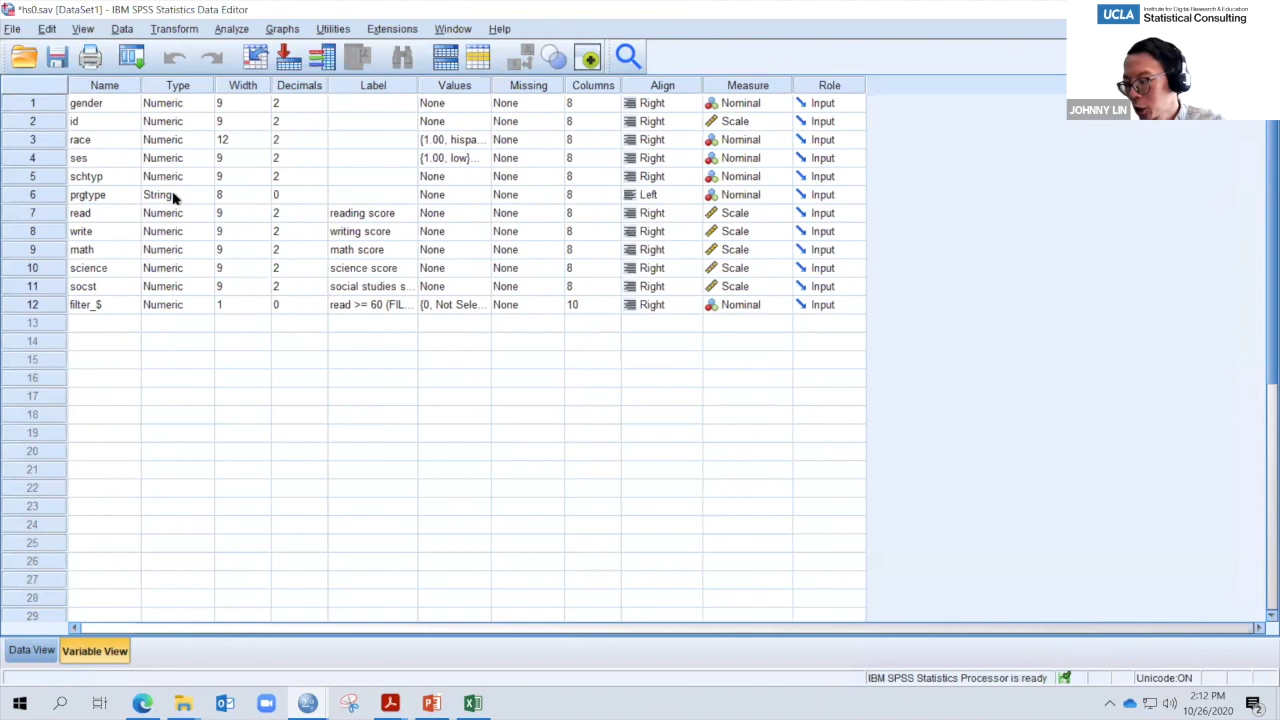 *hs0.sav [DataSet1] - IBM SPSS Statistics Data Editor
File Edit View Data Transform Analyze Graphs Utilities Extensions Window Help
UCLA Institute for Digital Research & Education
Statistical Consulting
JOHNNY LIN
Name Type Width Decimals Label Values Missing Columns Align Measure Role
1 gender Numeric 9 2 None None 8 Right Nominal Input
2 id Numeric 9 2 None None 8 Right Scale Input
3 race Numeric 12 2 {1.00, hispa... None 8 Right Nominal Input
4 ses Numeric 9 2 {1.00, low}... None 8 Right Nominal Input
5 schtyp Numeric 9 2 None None 8 Right Nominal Input
6 prgtype String 8 0 None None 8 Left Nominal Input
7 read Numeric 9 2 reading score None None 8 Right Scale Input
8 write Numeric 9 2 writing score None None 8 Right Scale Input
9 math Numeric 9 2 math score None None 8 Right Scale Input
10 science Numeric 9 2 science score None None 8 Right Scale Input
11 socst Numeric 9 2 social studies s... None None 8 Right Scale Input
12 filter_$ Numeric 1 0 read >= 60 (FIL... {0, Not Sele... None 10 Right Nominal Input
13
14
15
16
17
18
19
20
21
22
23
24
25
26
27
28
29
Data View Variable View
IBM SPSS Statistics Processor is ready Unicode:ON
2:12 PM
10/26/2020
2